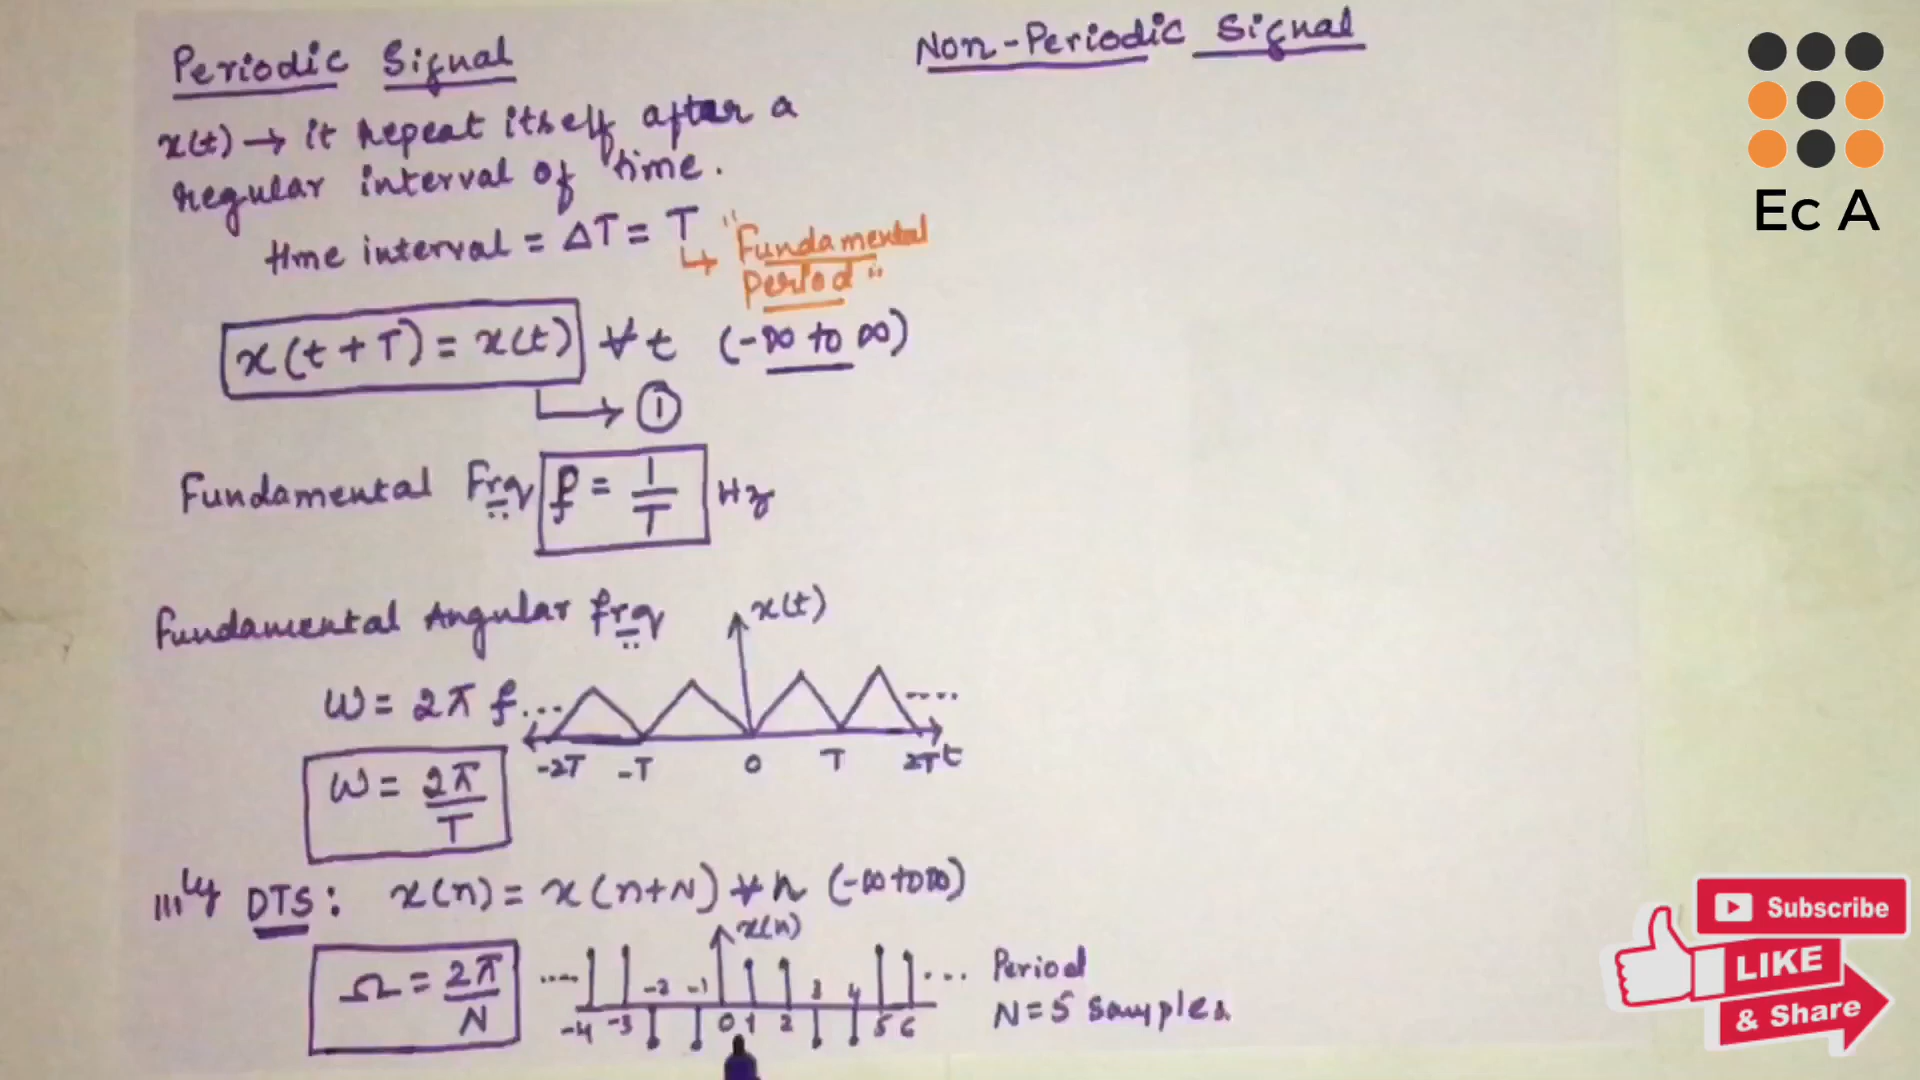 Periodic Signal
x(t) → it repeat itself after a
regular interval of time.
time interval = ΔT = T
"Fundamental
Period"
x(t+T) = x(t) ∀ t (-∞ to ∞)
①
Fundamental Frq f = 1/T Hz
Fundamental Angular frq
ω = 2π f
ω = 2π/T
x(t)
-2T -T 0 T 2T t
111ly DTS: x(n) = x(n+N) ∀ n (-∞ to ∞)
Ω = 2π/N
x(n)
-4 -3 -2 -1 0 1 2 3 4 5 6
Period
N=5 samples.
Non-Periodic Signal
Ec A
Subscribe
LIKE
& Share